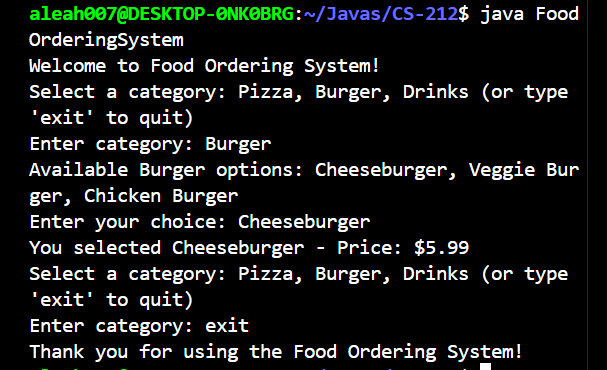 aleah007@DESKTOP-0NK0BRG:~/Javas/CS-212$ java Food
OrderingSystem
Welcome to Food Ordering System!
Select a category: Pizza, Burger, Drinks (or type
'exit' to quit)
Enter category: Burger
Available Burger options: Cheeseburger, Veggie Bur
ger, Chicken Burger
Enter your choice: Cheeseburger
You selected Cheeseburger - Price: $5.99
Select a category: Pizza, Burger, Drinks (or type
'exit' to quit)
Enter category: exit
Thank you for using the Food Ordering System!